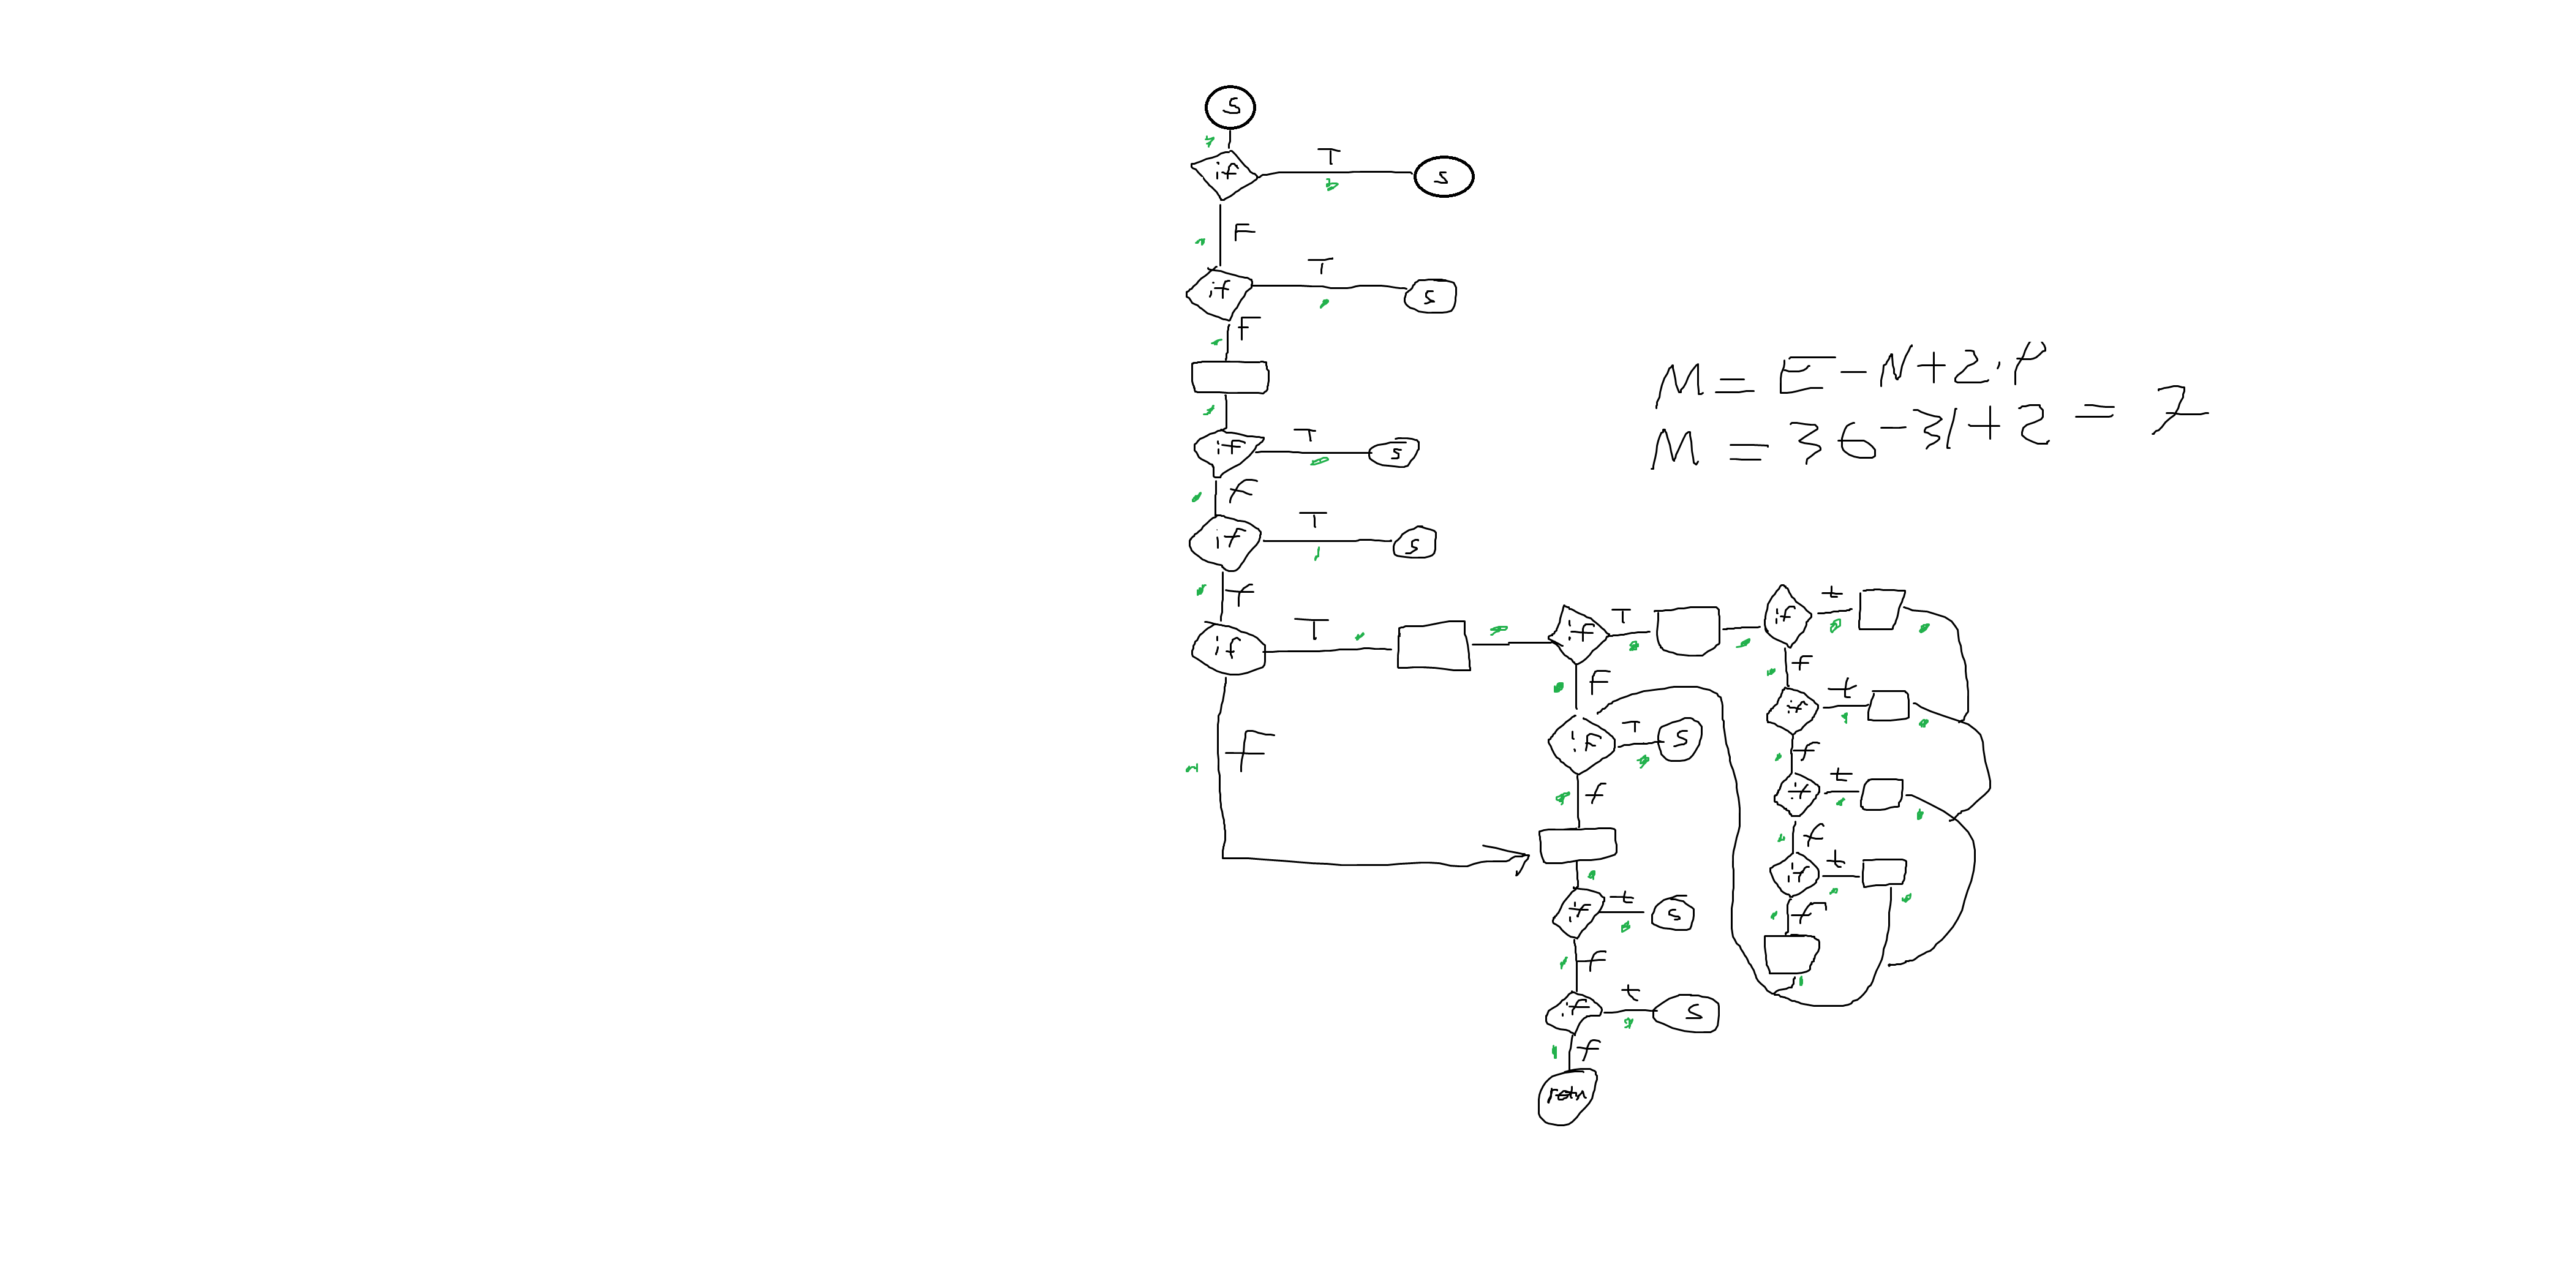 S
if T S
F
if T S
F
if T S
f
if T S
f
if T if T if t
F f
F if t
if T S f
f if t
f
if t S if t
f f
if t S
f
retn
M = E - N + 2 . P
M = 36 - 31 + 2 = 7